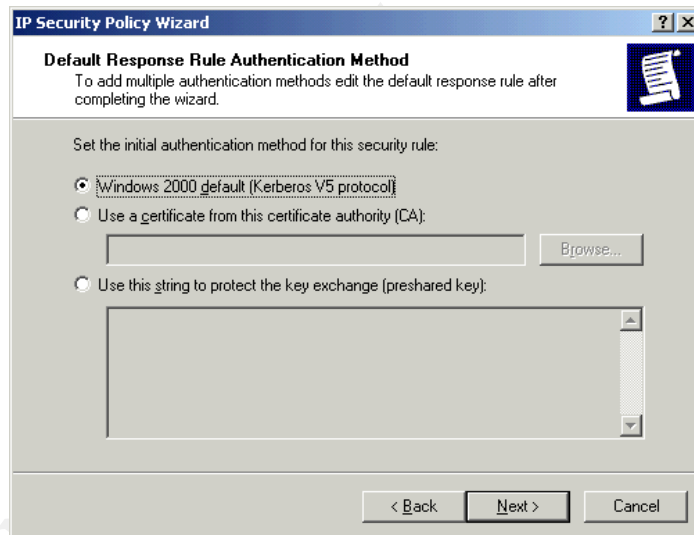 IP Security Policy Wizard
Default Response Rule Authentication Method
To add multiple authentication methods edit the default response rule after
completing the wizard.
Set the initial authentication method for this security rule:
Windows 2000 default (Kerberos V5 protocol)
Use a certificate from this certificate authority (CA):
Browse...
Use this string to protect the key exchange (preshared key):
< Back Next > Cancel